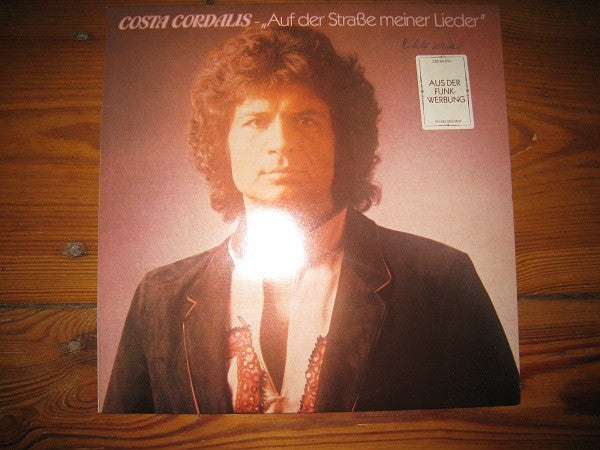 COSTA CORDALIS - „Auf der Straße meiner Lieder"
AUS DER
FUNK-
WERBUNG